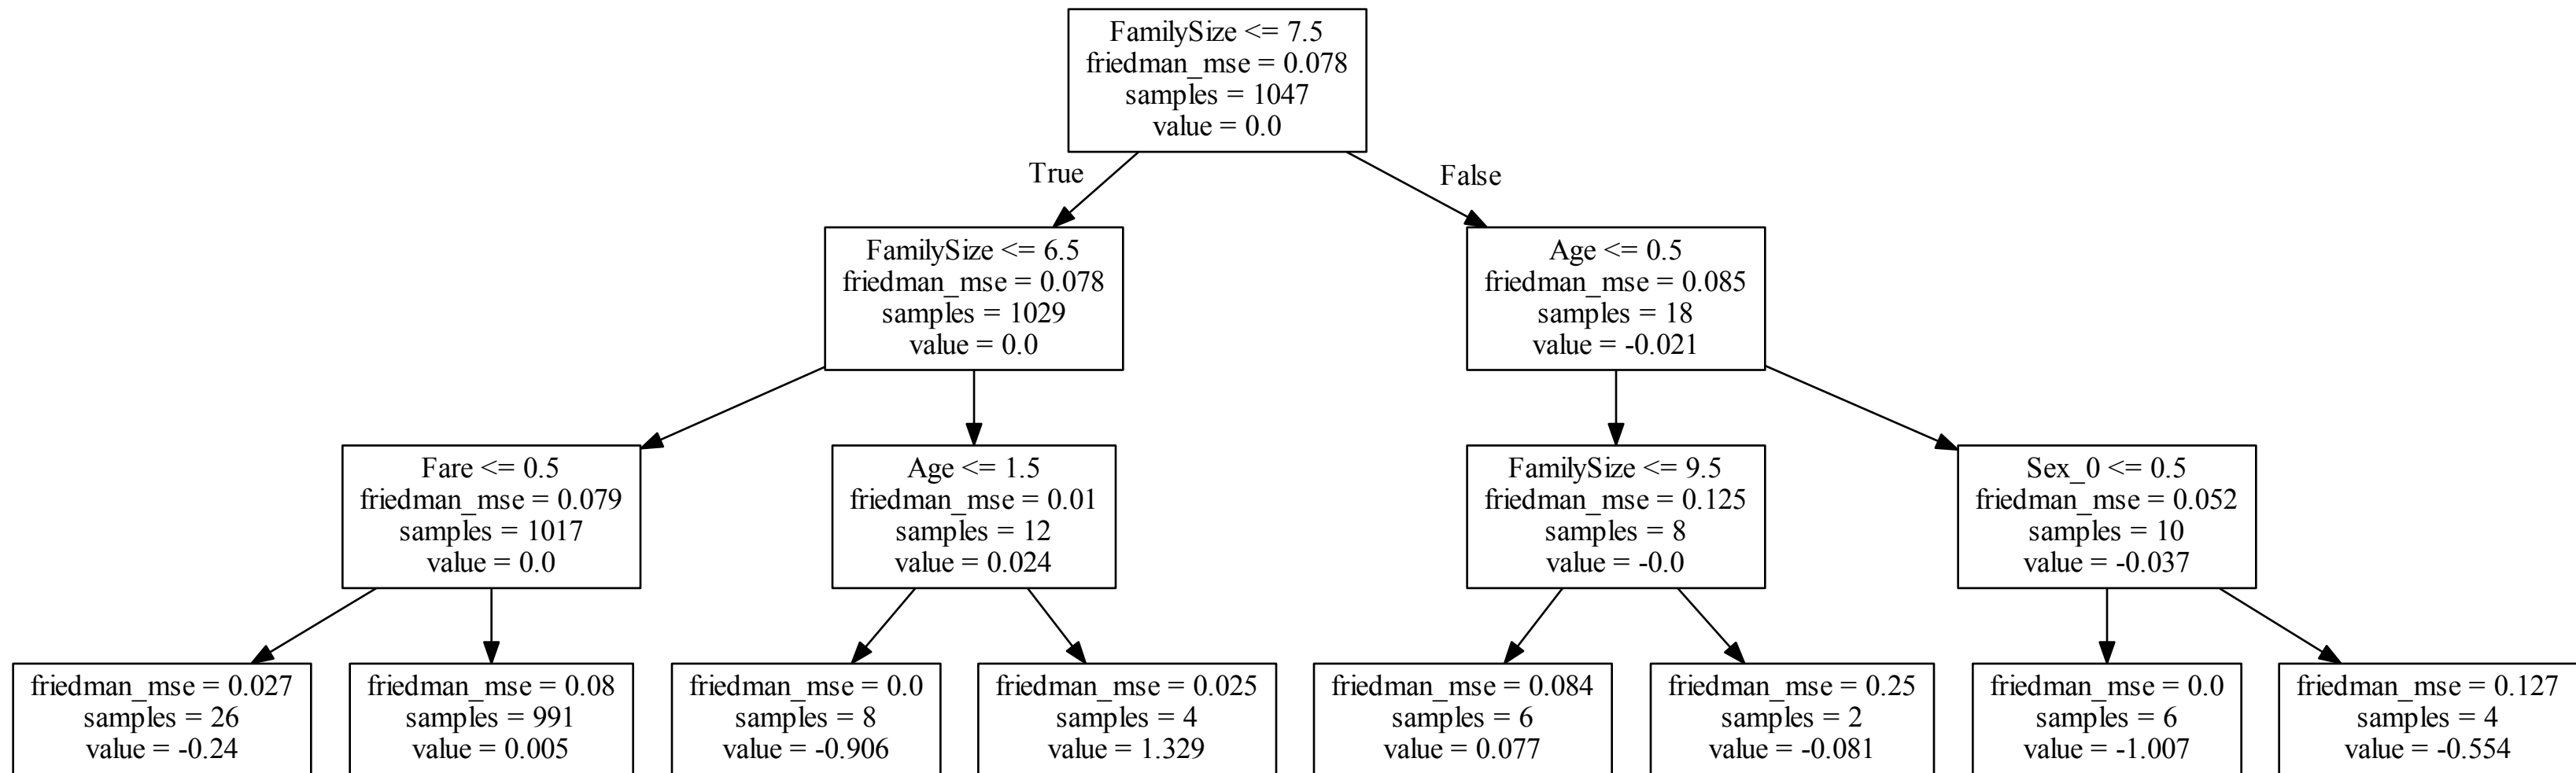 FamilySize <= 7.5
friedman_mse = 0.078
samples = 1047
value = 0.0
True
False
FamilySize <= 6.5
friedman_mse = 0.078
samples = 1029
value = 0.0
Age <= 0.5
friedman_mse = 0.085
samples = 18
value = -0.021
Fare <= 0.5
friedman_mse = 0.079
samples = 1017
value = 0.0
Age <= 1.5
friedman_mse = 0.01
samples = 12
value = 0.024
FamilySize <= 9.5
friedman_mse = 0.125
samples = 8
value = -0.0
Sex_0 <= 0.5
friedman_mse = 0.052
samples = 10
value = -0.037
friedman_mse = 0.027
samples = 26
value = -0.24
friedman_mse = 0.08
samples = 991
value = 0.005
friedman_mse = 0.0
samples = 8
value = -0.906
friedman_mse = 0.025
samples = 4
value = 1.329
friedman_mse = 0.084
samples = 6
value = 0.077
friedman_mse = 0.25
samples = 2
value = -0.081
friedman_mse = 0.0
samples = 6
value = -1.007
friedman_mse = 0.127
samples = 4
value = -0.554